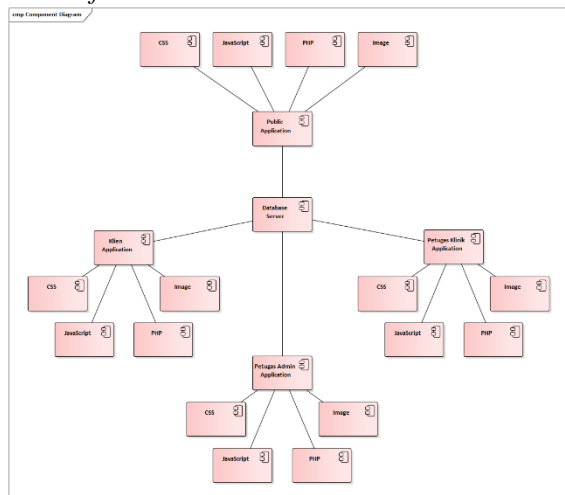 cmp Component Diagram
CSS
JavaScript
PHP
Image
Public
Application
Database
Server
Klien
Application
Petugas Klinik
Application
CSS
Image
JavaScript
PHP
CSS
Image
JavaScript
PHP
Petugas Admin
Application
CSS
Image
JavaScript
PHP